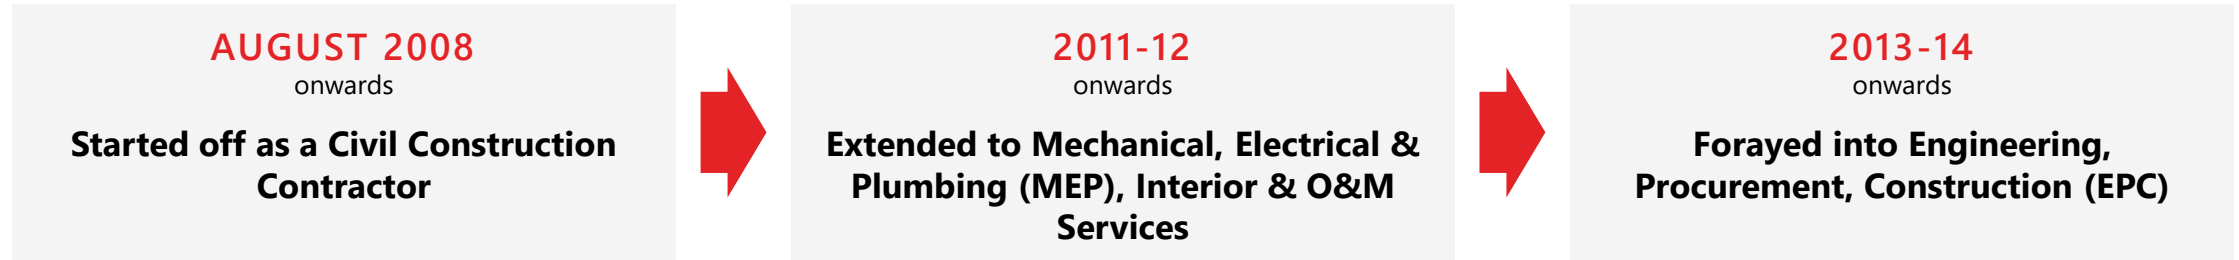 AUGUST 2008
onwards
Started off as a Civil Construction
Contractor
2011-12
onwards
Extended to Mechanical, Electrical &
Plumbing (MEP), Interior & O&M
Services
2013-14
onwards
Forayed into Engineering,
Procurement, Construction (EPC)